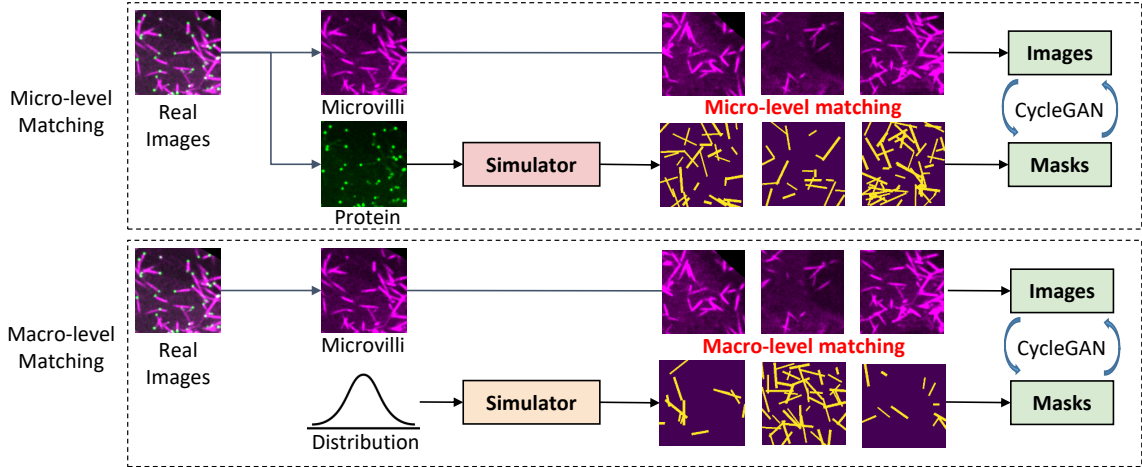 Micro-level
Matching
Real
Images
Microvilli
Protein
Simulator
Micro-level matching
Images
CycleGAN
Masks
Macro-level
Matching
Real
Images
Microvilli
Distribution
Simulator
Macro-level matching
Images
CycleGAN
Masks